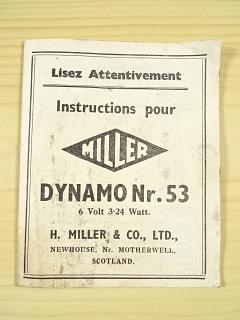 Lisez Attentivement
Instructions pour
MILLER
DYNAMO Nr. 53
6 Volt 3-24 Watt.
H. MILLER & CO., LTD.,
NEWHOUSE, Nr. MOTHERWELL,
SCOTLAND.